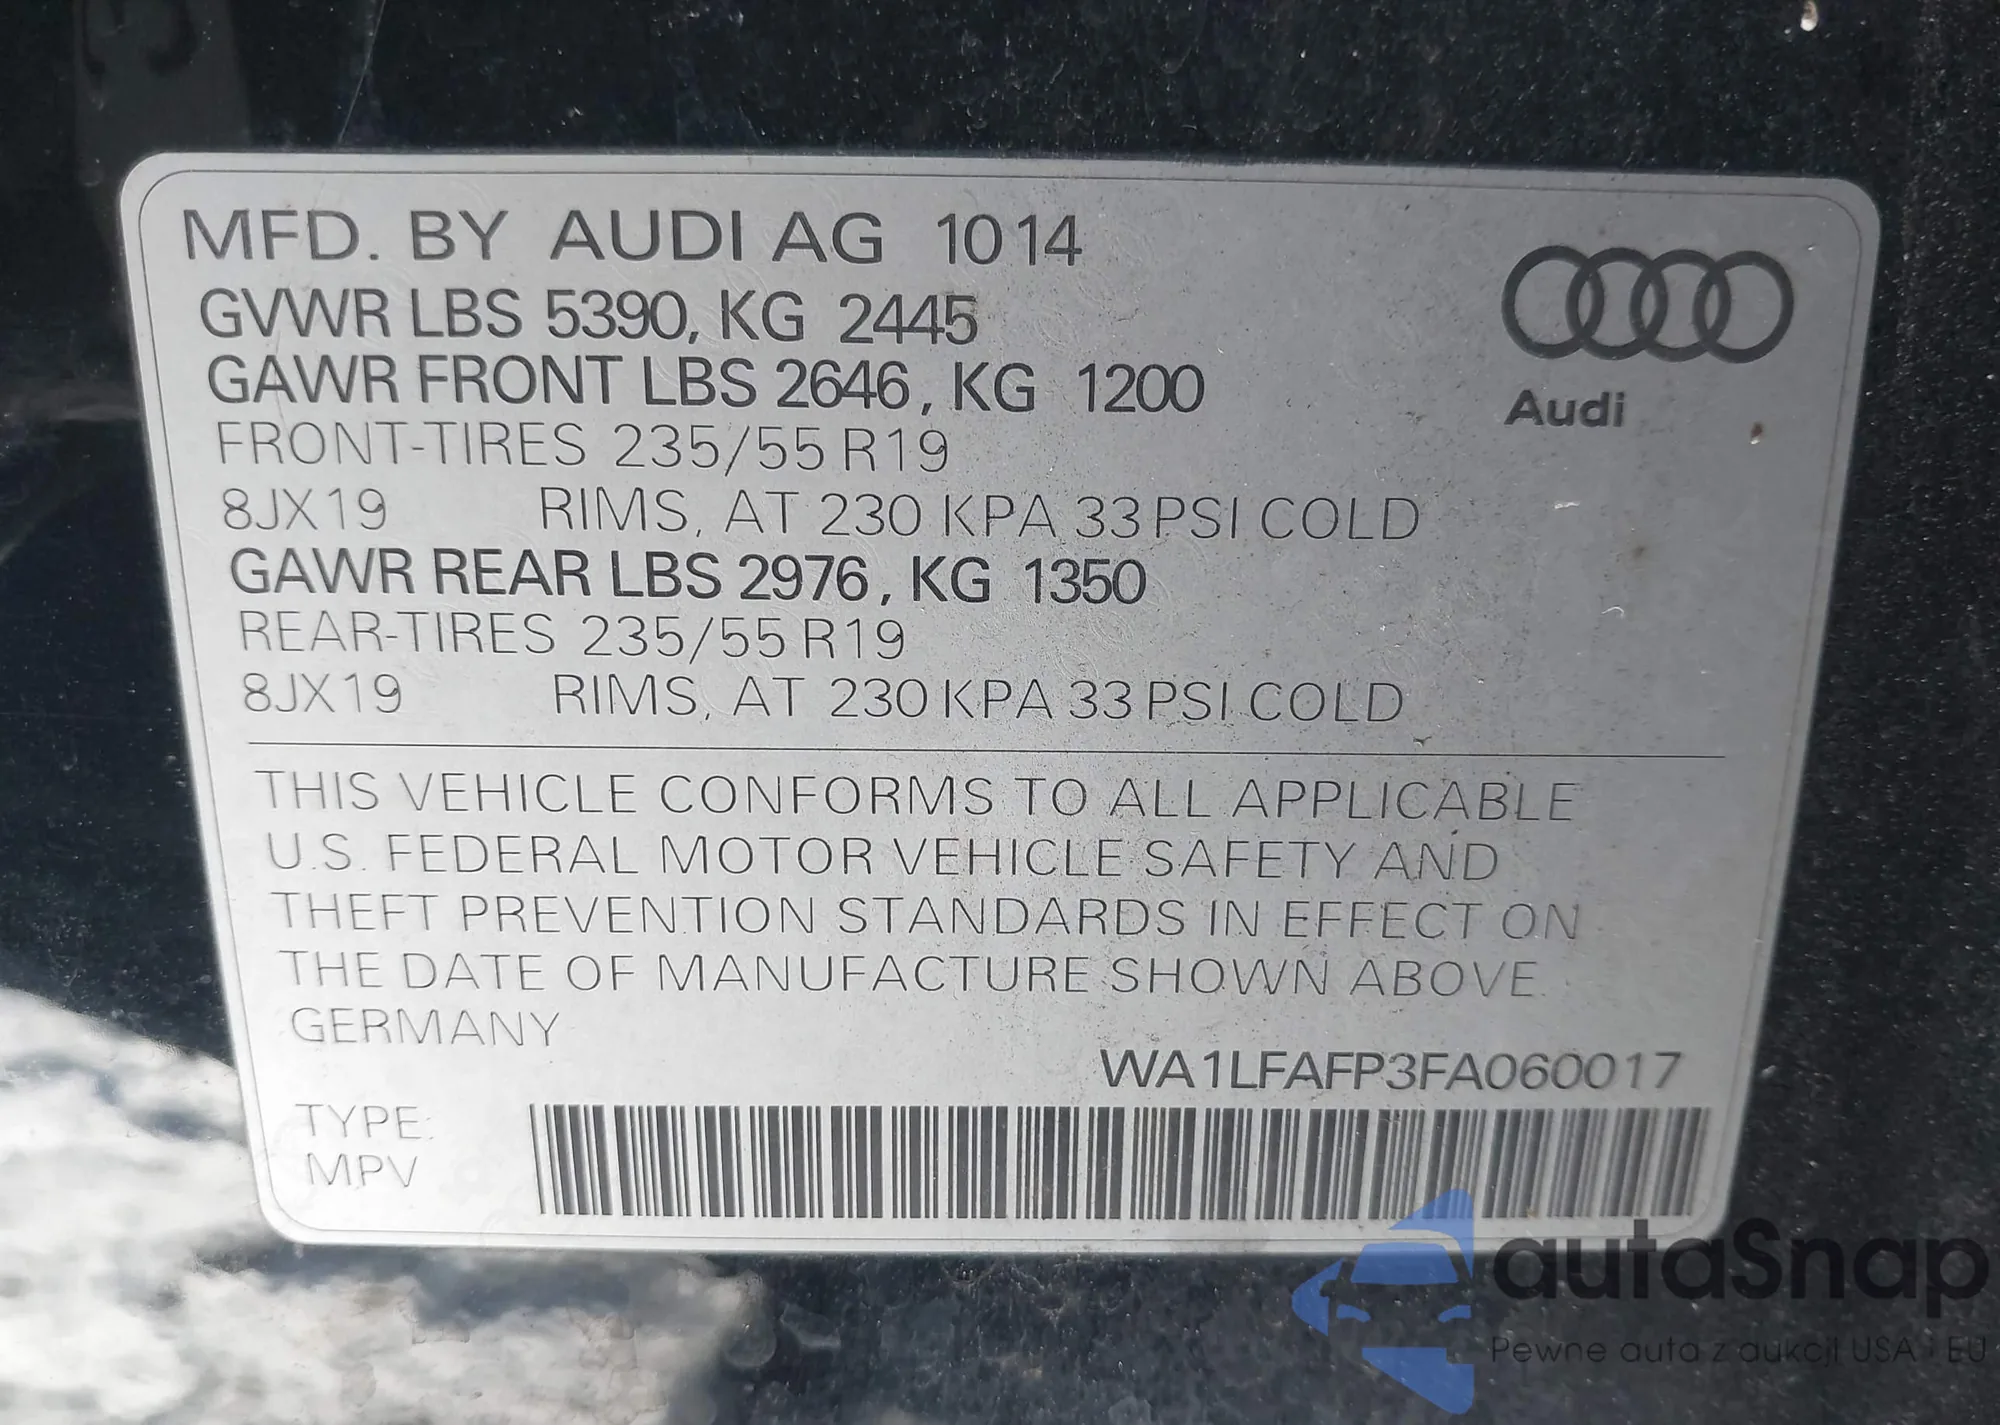 MFD. BY AUDI AG 10 14
GVWR LBS 5390, KG 2445
GAWR FRONT LBS 2646, KG 1200
FRONT-TIRES 235/55 R19
8JX19 RIMS, AT 230 KPA 33 PSI COLD
GAWR REAR LBS 2976, KG 1350
REAR-TIRES 235/55 R19
8JX19 RIMS, AT 230 KPA 33 PSI COLD
Audi
THIS VEHICLE CONFORMS TO ALL APPLICABLE
U.S. FEDERAL MOTOR VEHICLE SAFETY AND
THEFT PREVENTION STANDARDS IN EFFECT ON
THE DATE OF MANUFACTURE SHOWN ABOVE.
GERMANY
WA1LFAFP3FA060017
TYPE:
MPV
autaSnap
Pewne auta z aukcji USA i EU